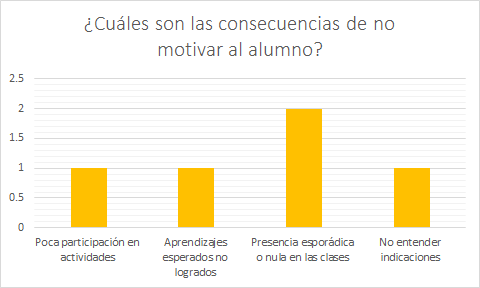 ¿Cuáles son las consecuencias de no
motivar al alumno?
2.5
2
1.5
1
0.5
0
Poca participación en
actividades
Aprendizajes
esperados no
logrados
Presencia esporádica
o nula en las clases
No entender
indicaciones